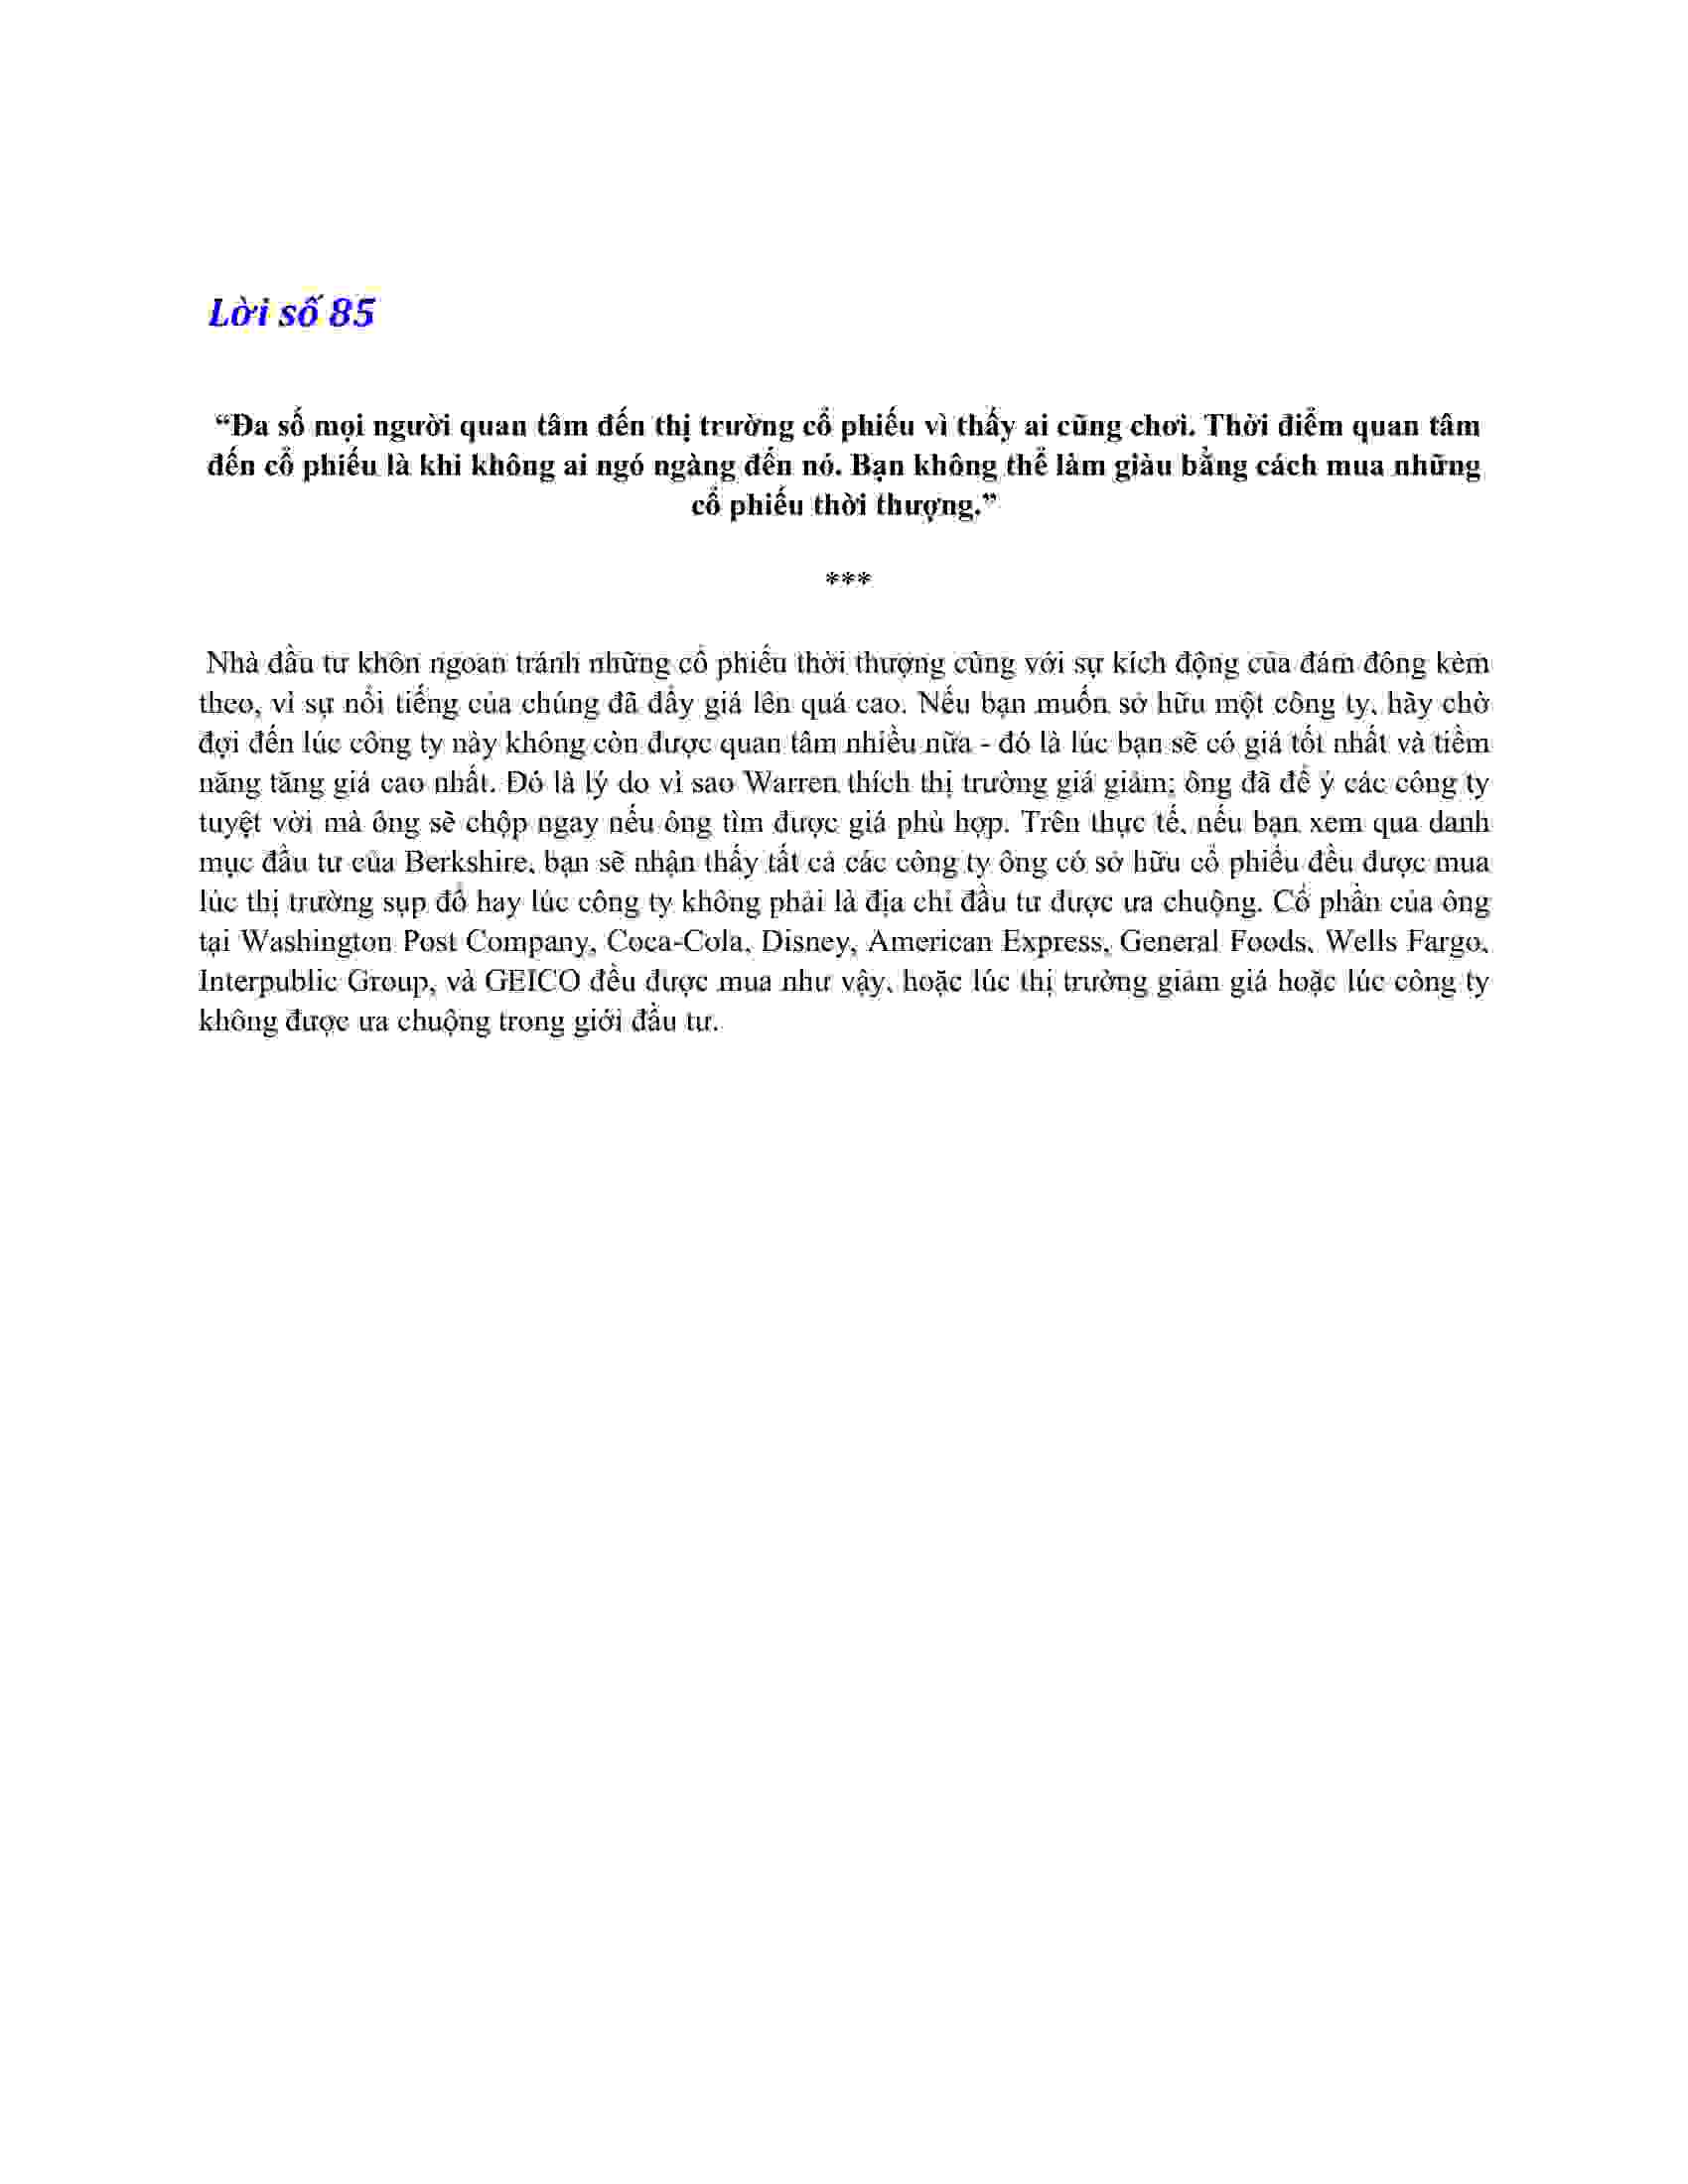 Lời số 85
“Đa số mọi người quan tâm đến thị trường cổ phiếu vì thấy ai cũng chơi. Thời điểm quan tâm
đến cổ phiếu là khi không ai ngó ngàng đến nó. Bạn không thể làm giàu bằng cách mua những
cổ phiếu thời thượng.”
***
Nhà đầu tư khôn ngoan tránh những cổ phiếu thời thượng cùng với sự kích động của đám đông kèm
theo, vì sự nổi tiếng của chúng đã đẩy giá lên quá cao. Nếu bạn muốn sở hữu một công ty, hãy chờ
đợi đến lúc công ty này không còn được quan tâm nhiều nữa - đó là lúc bạn sẽ có giá tốt nhất và tiềm
năng tăng giá cao nhất. Đó là lý do vì sao Warren thích thị trường giá giảm; ông đã để ý các công ty
tuyệt vời mà ông sẽ chộp ngay nếu ông tìm được giá phù hợp. Trên thực tế, nếu bạn xem qua danh
mục đầu tư của Berkshire, bạn sẽ nhận thấy tất cả các công ty ông có sở hữu cổ phiếu đều được mua
lúc thị trường sụp đổ hay lúc công ty không phải là địa chỉ đầu tư được ưa chuộng. Cổ phần của ông
tại Washington Post Company, Coca-Cola, Disney, American Express, General Foods, Wells Fargo,
Interpublic Group, và GEICO đều được mua như vậy, hoặc lúc thị trường giảm giá hoặc lúc công ty
không được ưa chuộng trong giới đầu tư.